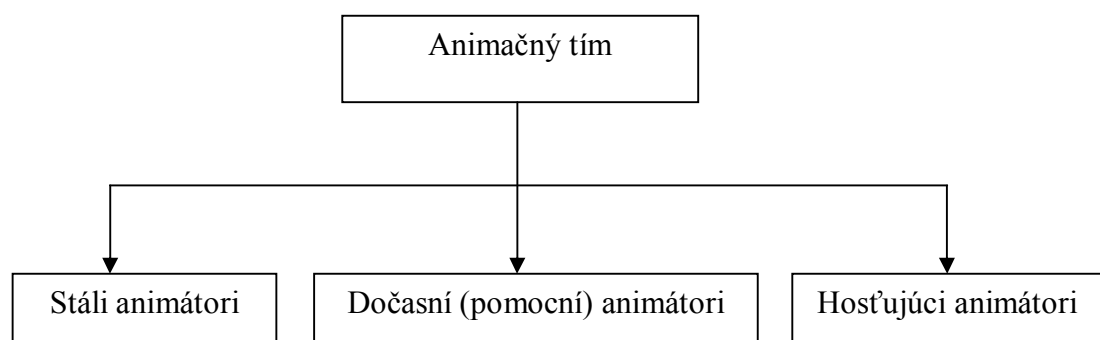 Animačný tím
Stáli animátori
Dočasní (pomocní) animátori
Hosťujúci animátori